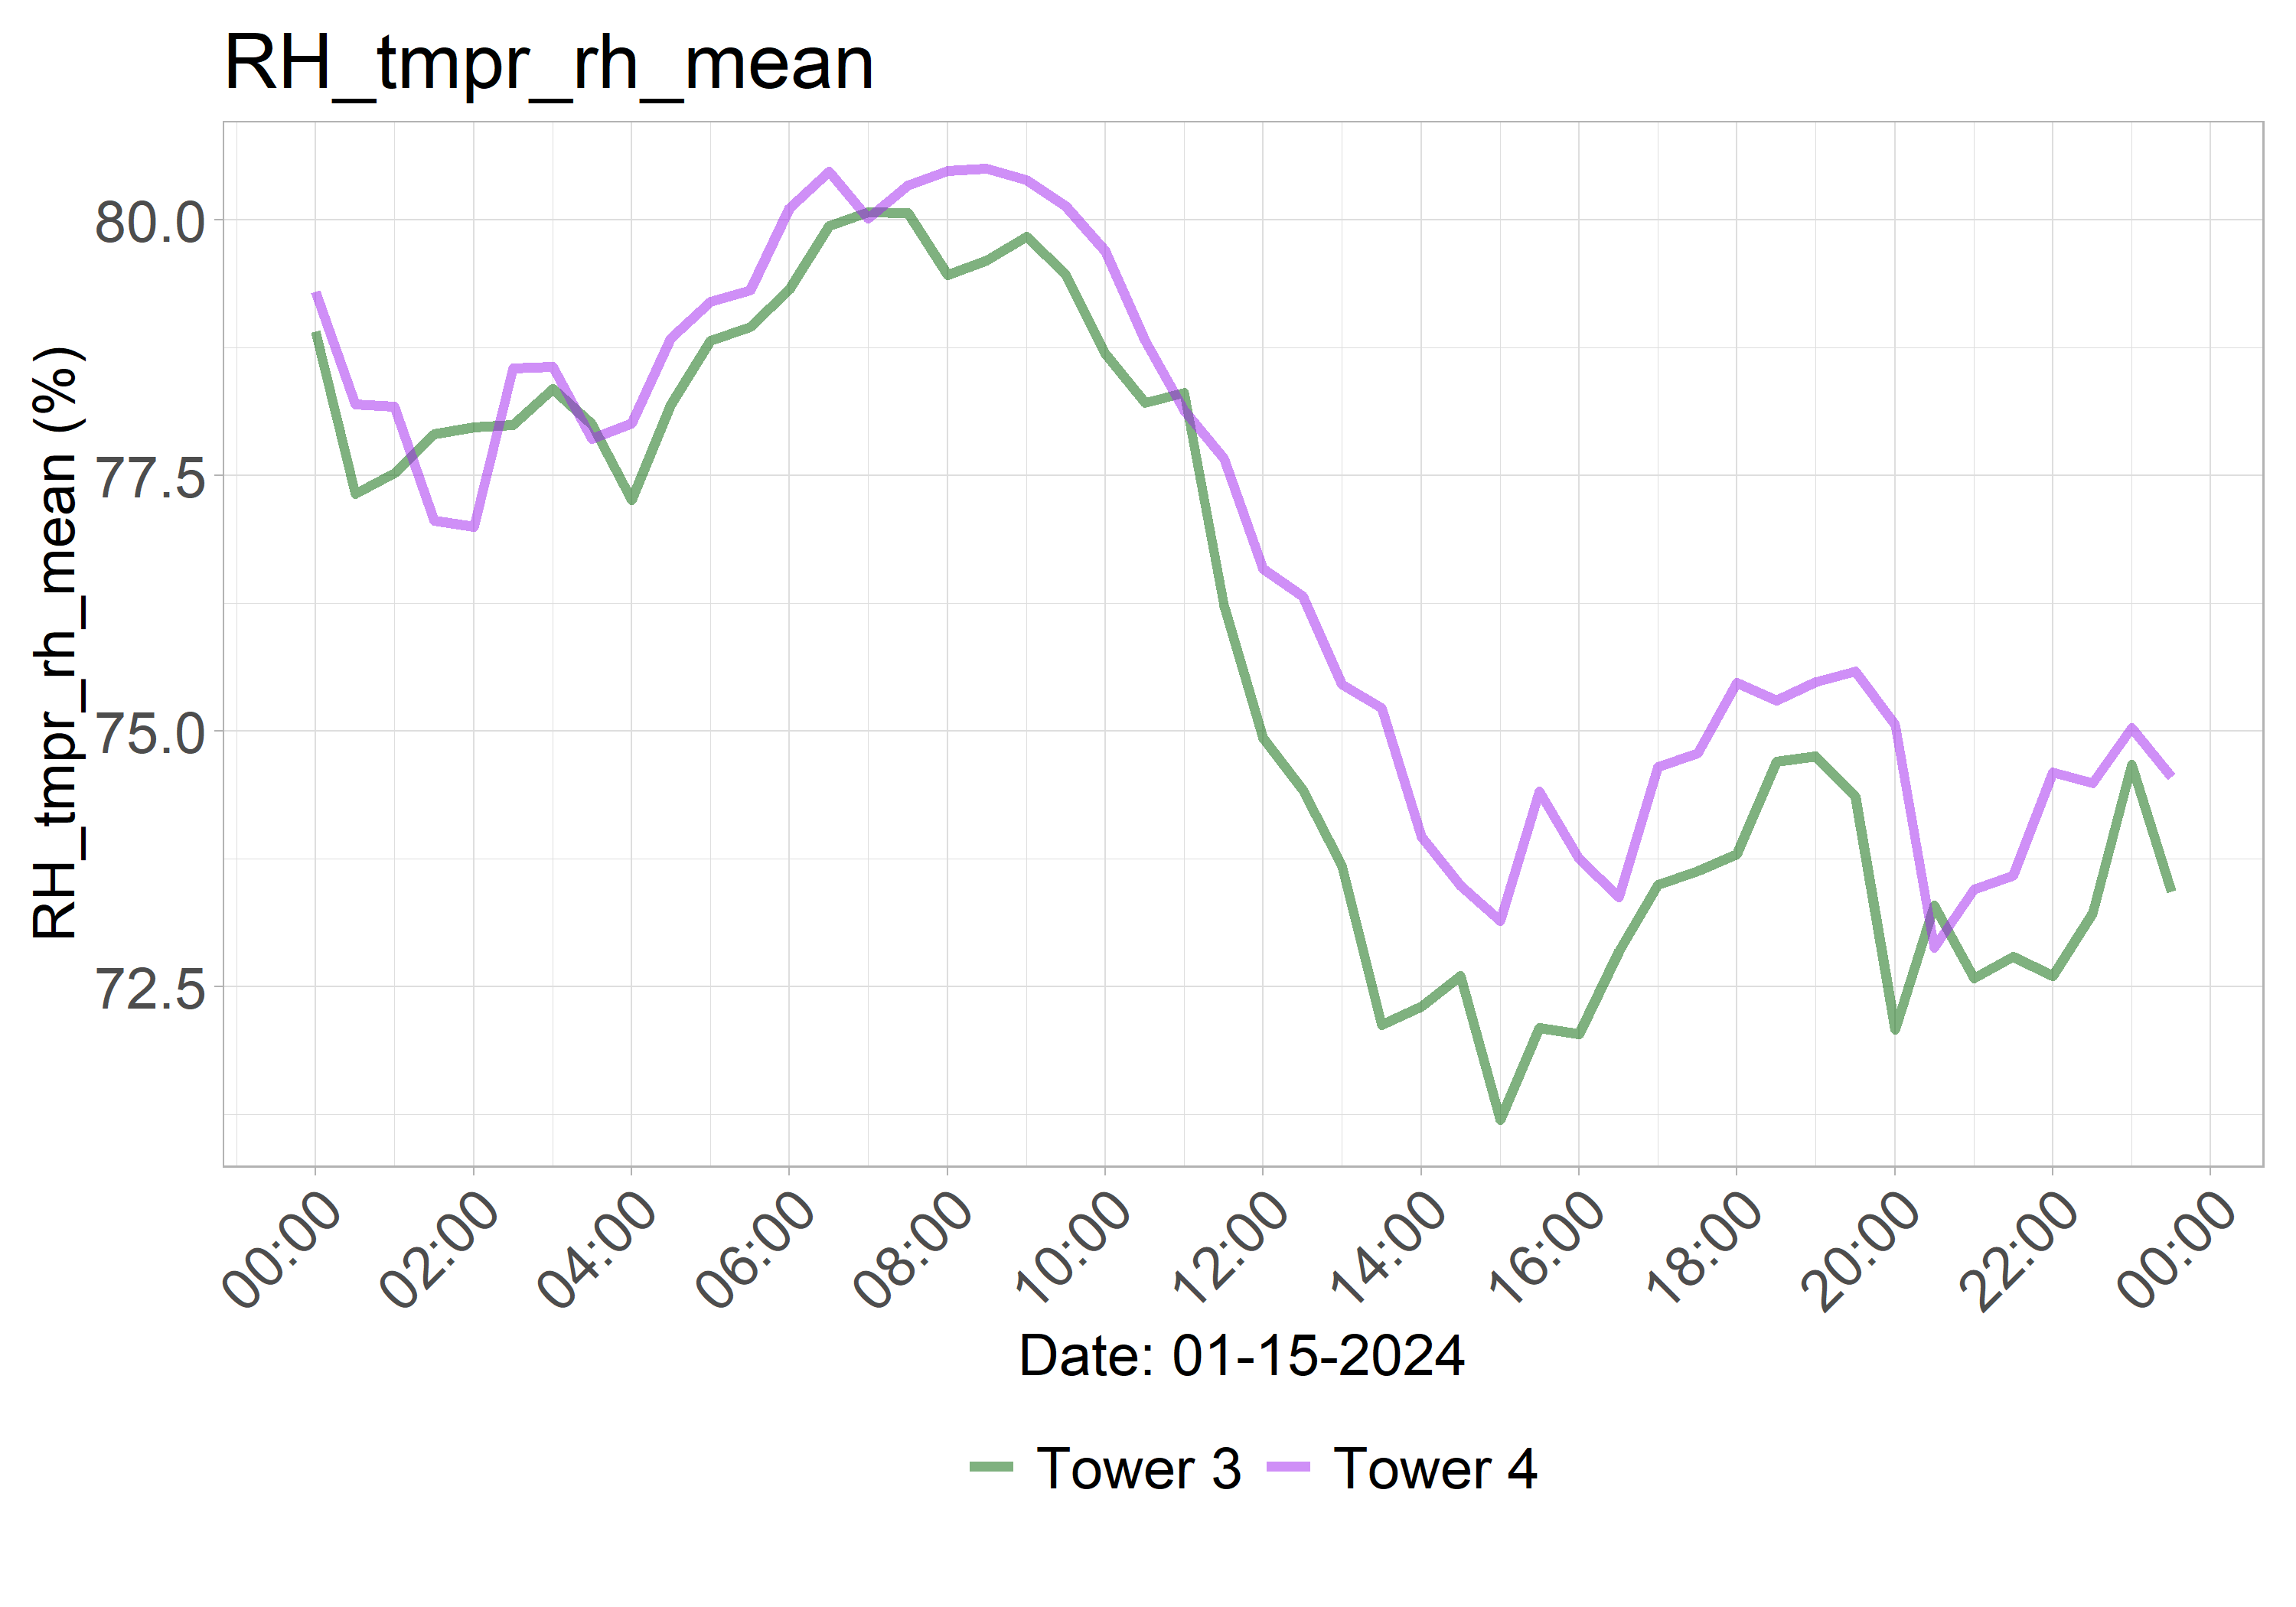 RH_tmpr_rh_mean
RH_tmpr_rh_mean (%)
80.0
77.5
75.0
72.5
00:00 02:00 04:00 06:00 08:00 10:00 12:00 14:00 16:00 18:00 20:00 22:00 00:00
Date: 01-15-2024
Tower 3 Tower 4